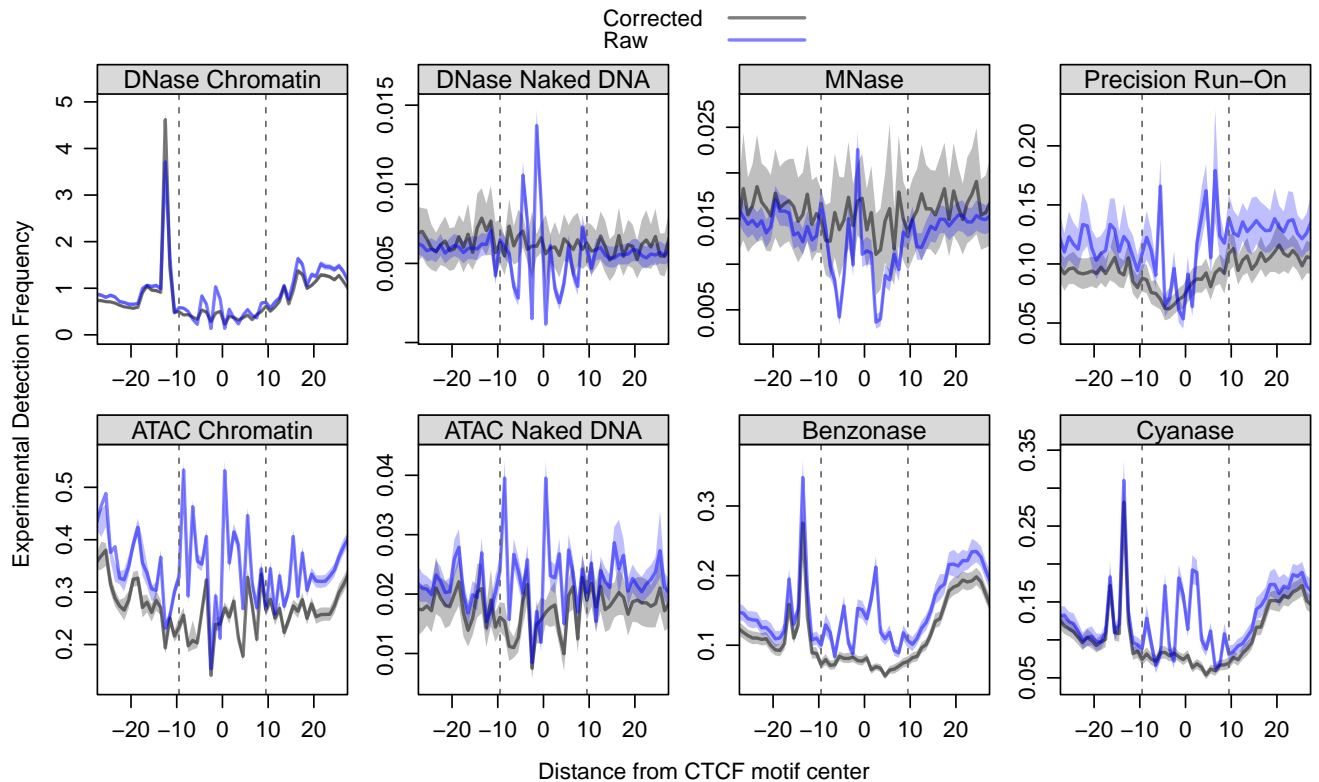 Corrected
Raw
DNase Chromatin
DNase Naked DNA
MNase
Precision Run−On
0 1 2 3 4 5
0.005 0.010 0.015
0.005 0.015 0.025
0.05 0.10 0.15 0.20
−20 −10 0 10 20
−20 −10 0 10 20
−20 −10 0 10 20
−20 −10 0 10 20
Experimental Detection Frequency
ATAC Chromatin
ATAC Naked DNA
Benzonase
Cyanase
0.2 0.3 0.4 0.5
0.01 0.02 0.03 0.04
0.1 0.2 0.3
0.05 0.15 0.25 0.35
−20 −10 0 10 20
−20 −10 0 10 20
−20 −10 0 10 20
−20 −10 0 10 20
Distance from CTCF motif center